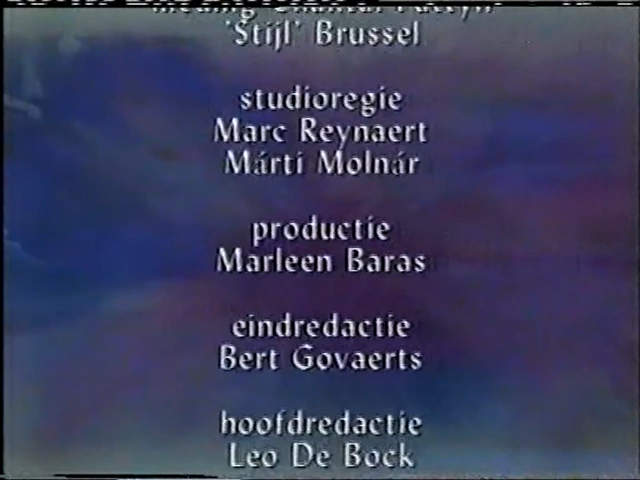 'Stijl' Brussel
studioregie
Marc Reynaert
Márti Molnár
productie
Marleen Baras
eindredactie
Bert Govaerts
hoofdredactie
Leo De Bock